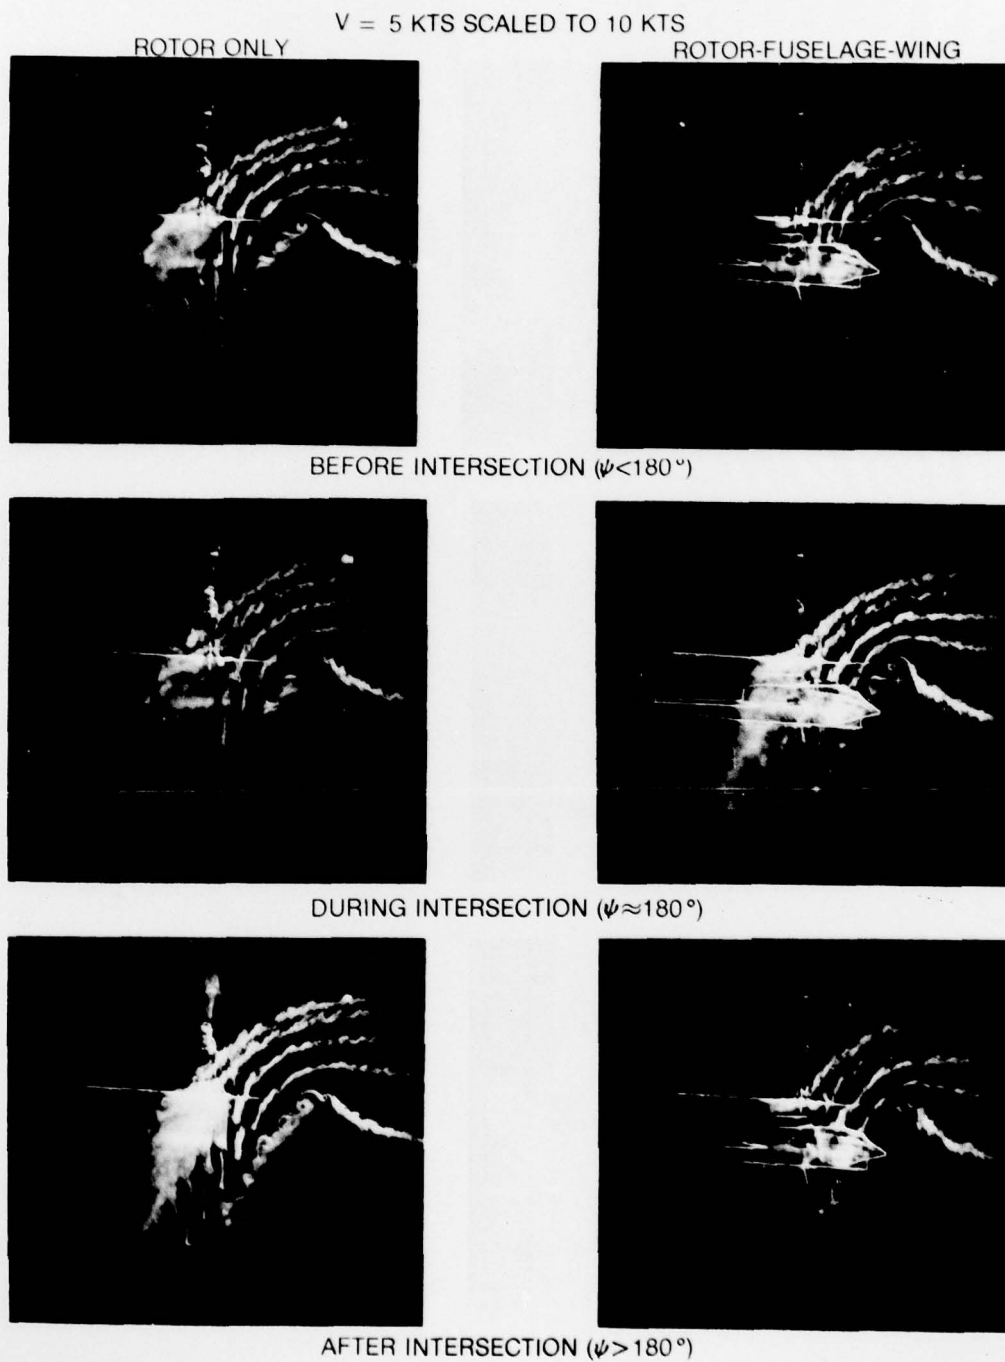 V = 5 KTS SCALED TO 10 KTS
ROTOR ONLY
ROTOR-FUSELAGE-WING
BEFORE INTERSECTION (ψ<180°)
DURING INTERSECTION (ψ≈180°)
AFTER INTERSECTION (ψ>180°)